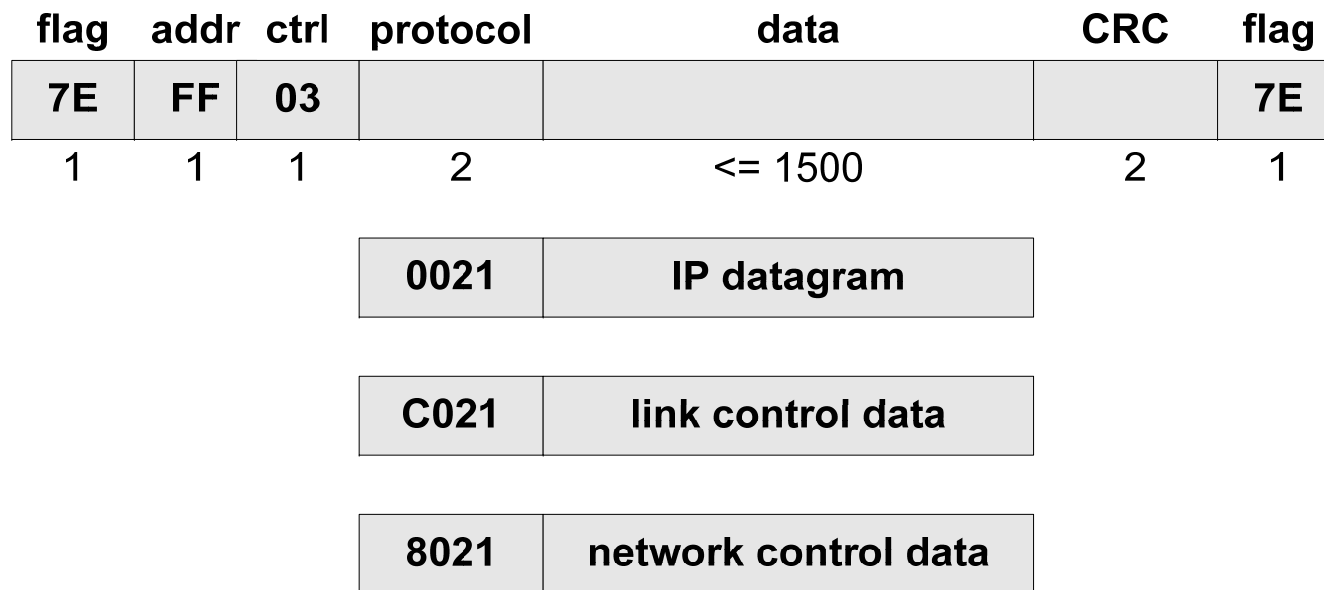 flag addr ctrl protocol data CRC flag
7E FF 03 7E
1 1 1 2 <= 1500 2 1
0021 IP datagram
C021 link control data
8021 network control data